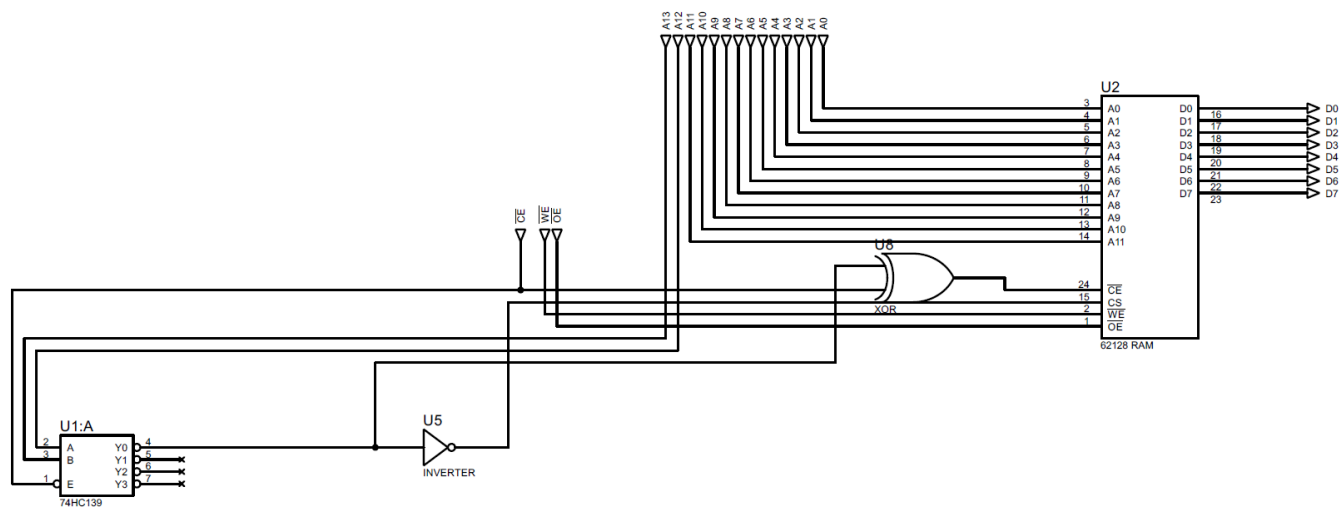 A13 A12 A11 A10 A9 A8 A7 A6 A5 A4 A3 A2 A1 A0
U2
3 A0 D0 D0
4 A1 D1 16 D1
5 A2 D2 17 D2
6 A3 D3 18 D3
7 A4 D4 19 D4
8 A5 D5 20 D5
9 A6 D6 21 D6
10 A7 D7 22 D7
11 A8 23
12 A9
13 A10
14 A11
CE WE OE
U8
XOR
24 CE
15 CS
2 WE
1 OE
62128 RAM
U1:A
2 A Y0 4
3 B Y1 5
Y2 6
1 E Y3 7
74HC139
U5
INVERTER